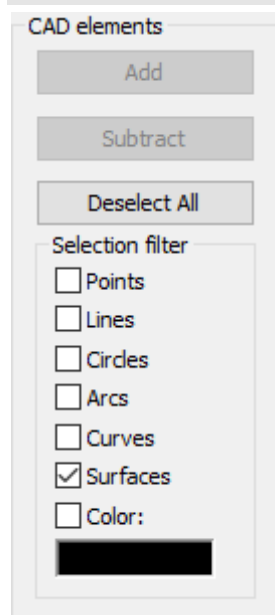 CAD elements
Add
Subtract
Deselect All
Selection filter
Points
Lines
Circles
Arcs
Curves
Surfaces
Color: